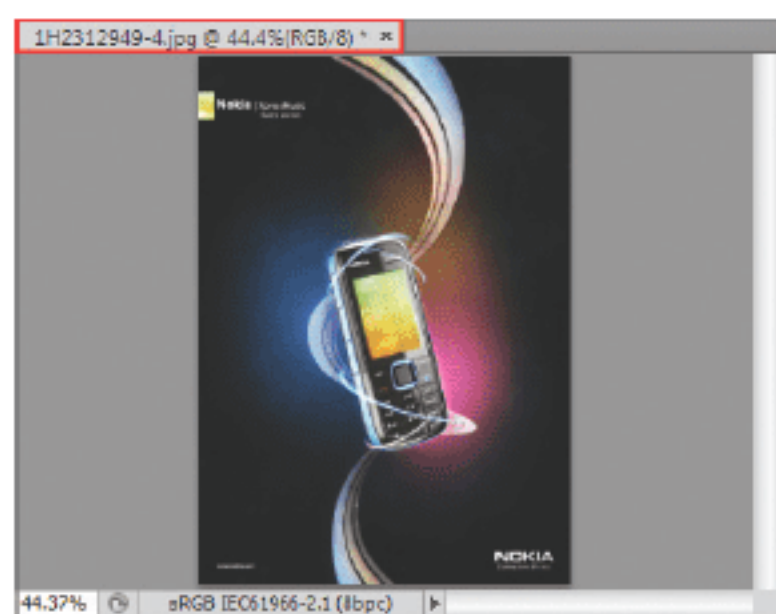 1H2312949-4.jpg @ 44.4%(RGB/8) * ×
Nokia
NOKIA
44.37%
sRGB IEC61966-2.1 (8bpc)